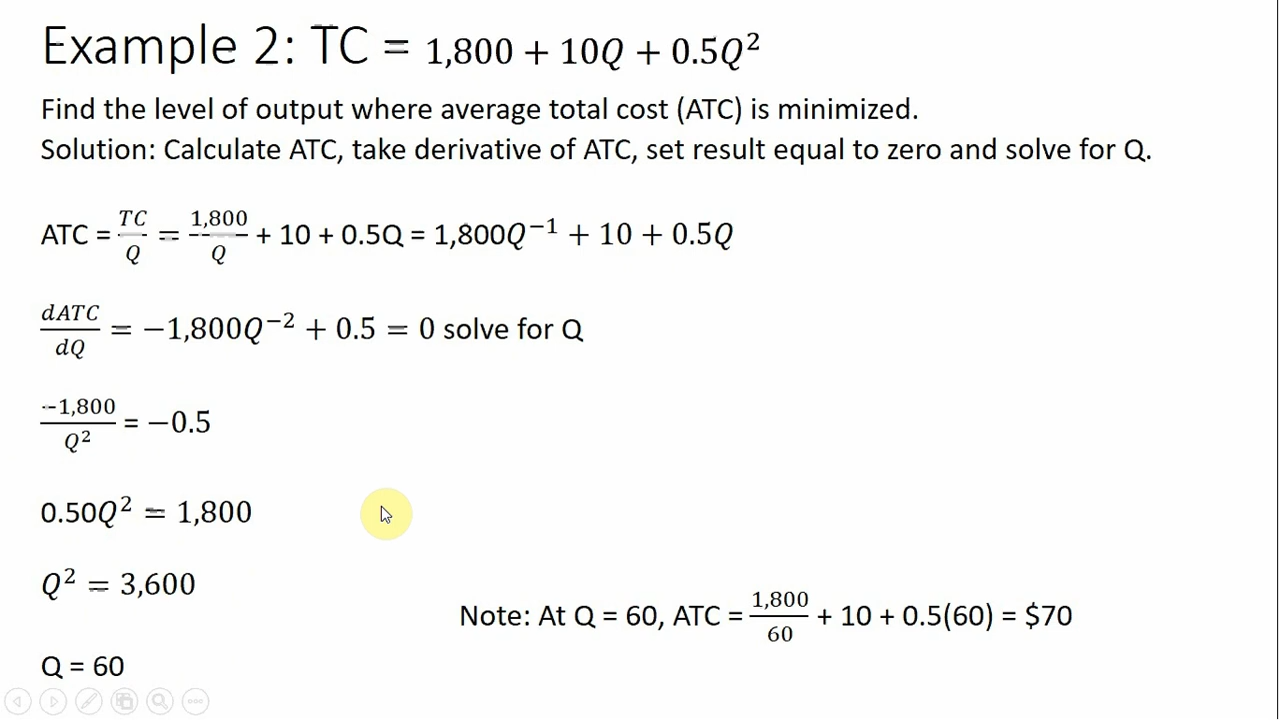 Example 2: TC = 1,800 + 10Q + 0.5Q²
Find the level of output where average total cost (ATC) is minimized.
Solution: Calculate ATC, take derivative of ATC, set result equal to zero and solve for Q.
ATC = TC/Q = 1,800/Q + 10 + 0.5Q = 1,800Q⁻¹ + 10 + 0.5Q
dATC/dQ = −1,800Q⁻² + 0.5 = 0 solve for Q
−1,800/Q² = −0.5
0.50Q² = 1,800
Q² = 3,600
Note: At Q = 60, ATC = 1,800/60 + 10 + 0.5(60) = $70
Q = 60